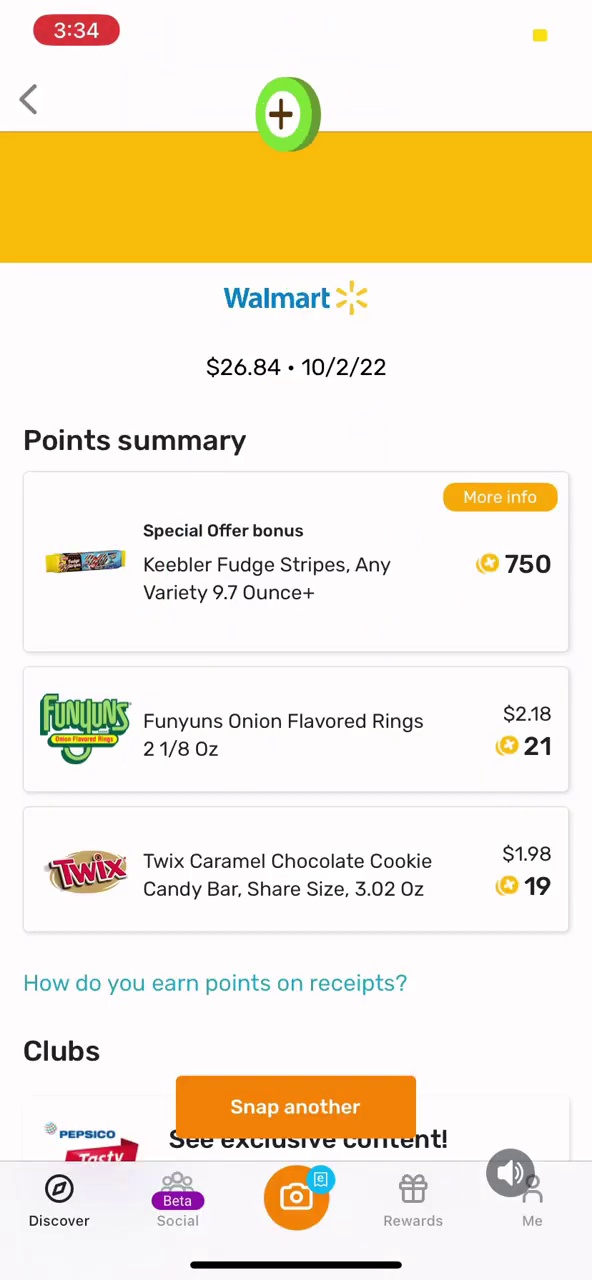 3:34
Walmart
$26.84 • 10/2/22
Points summary
More info
Special Offer bonus
Keebler Fudge Stripes, Any
Variety 9.7 Ounce+
750
FUNYUNS
Onion Flavored Rings
Funyuns Onion Flavored Rings
2 1/8 Oz
$2.18
21
TWIX
Twix Caramel Chocolate Cookie
Candy Bar, Share Size, 3.02 Oz
$1.98
19
How do you earn points on receipts?
Clubs
Snap another
PEPSICO
Tasty
See exclusive content!
Discover
Beta
Social
Rewards
Me